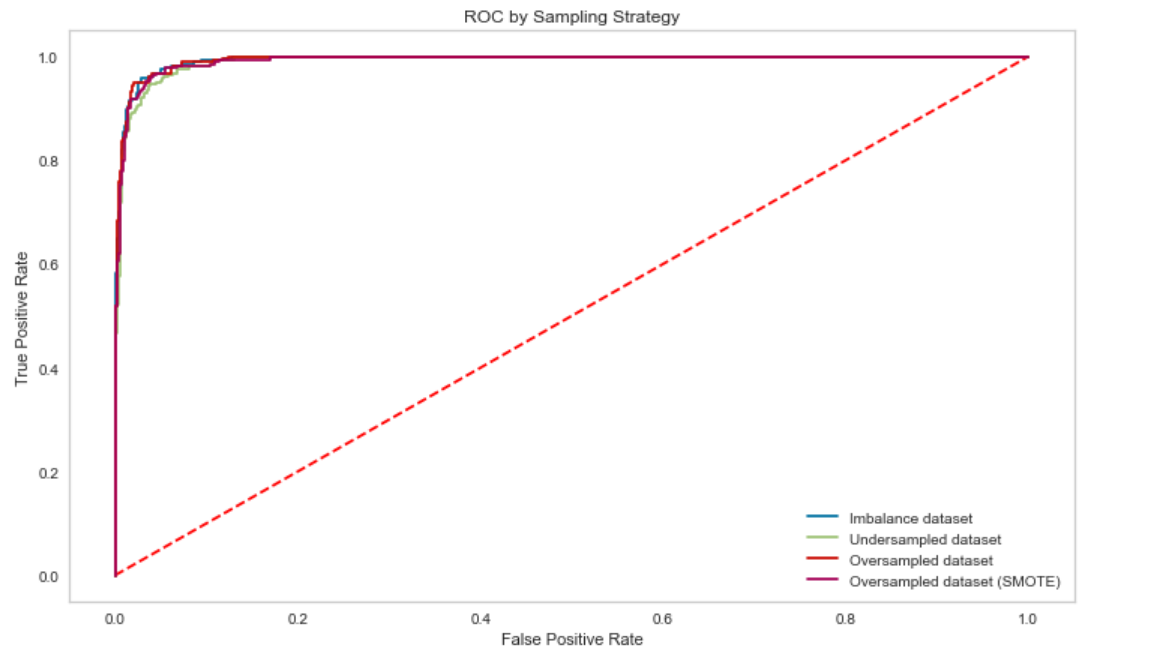 ROC by Sampling Strategy
1.0
0.8
0.6
0.4
0.2
0.0
True Positive Rate
Imbalance dataset
Undersampled dataset
Oversampled dataset
Oversampled dataset (SMOTE)
0.0 0.2 0.4 0.6 0.8 1.0
False Positive Rate